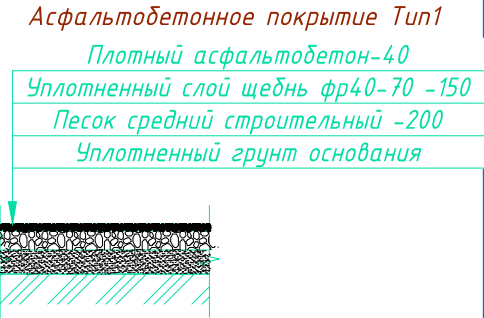 Асфальтобетонное покрытие Тип1
Плотный асфальтобетон-40
Уплотненный слой щебнь фр40-70 -150
Песок средний строительный -200
Уплотненный грунт основания